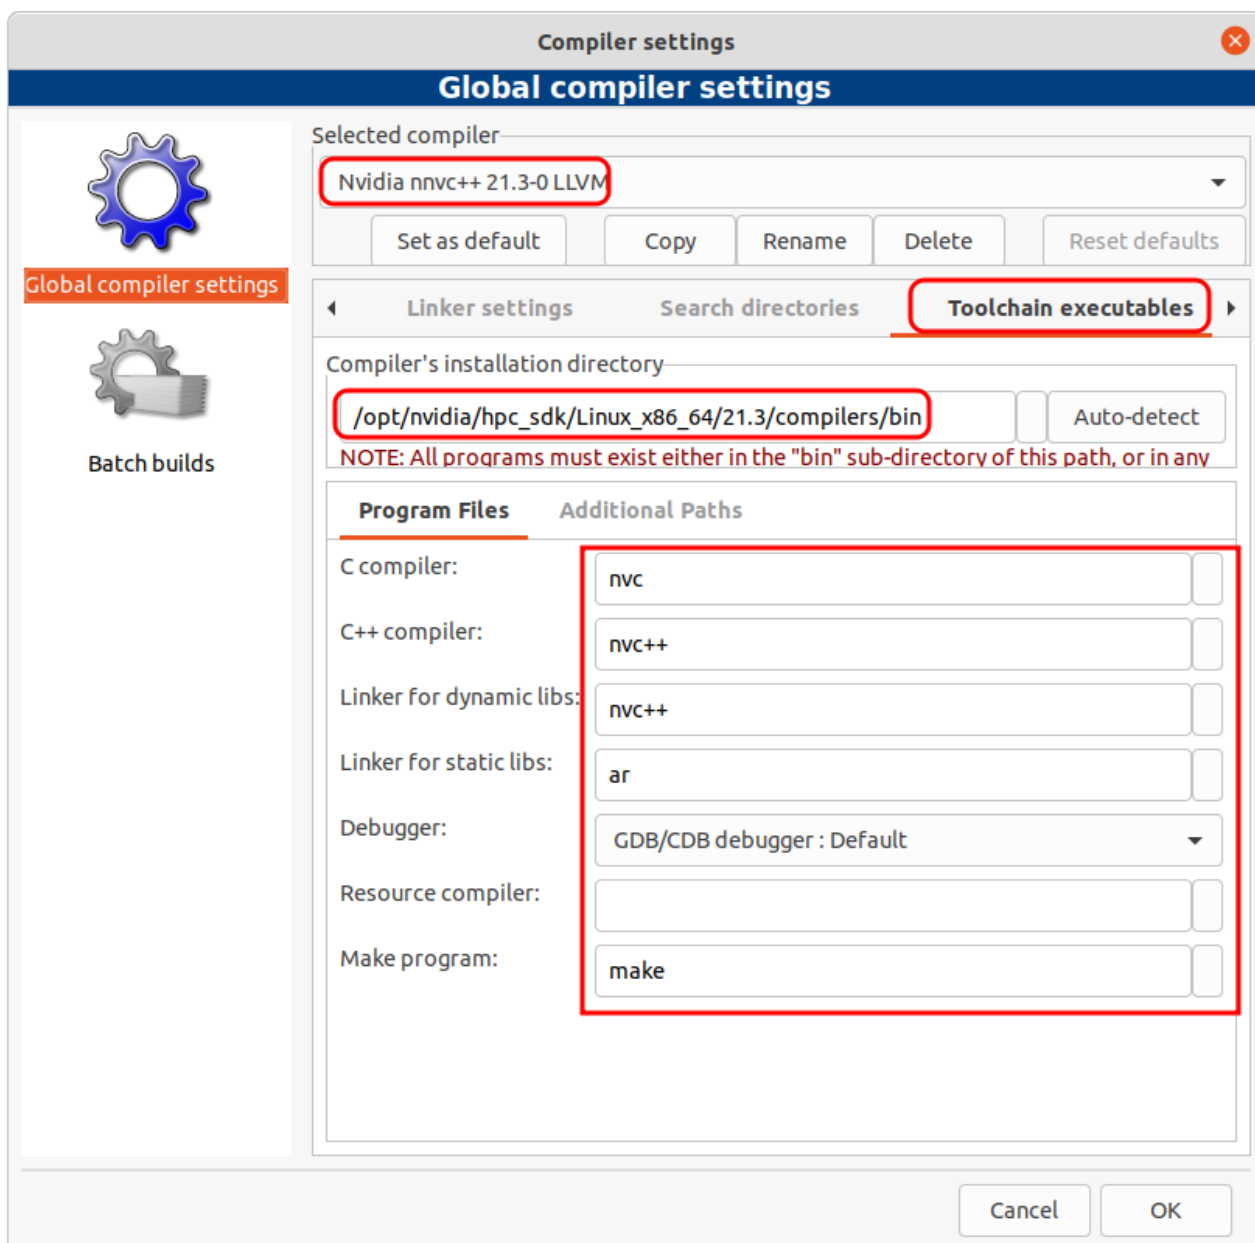 Compiler settings
Global compiler settings
Selected compiler
Nvidia nnvc++ 21.3-0 LLVM
Set as default Copy Rename Delete Reset defaults
Global compiler settings
Linker settings Search directories Toolchain executables
Compiler's installation directory
/opt/nvidia/hpc_sdk/Linux_x86_64/21.3/compilers/bin Auto-detect
NOTE: All programs must exist either in the "bin" sub-directory of this path, or in any
Batch builds
Program Files Additional Paths
C compiler: nvc
C++ compiler: nvc++
Linker for dynamic libs: nvc++
Linker for static libs: ar
Debugger: GDB/CDB debugger : Default
Resource compiler:
Make program: make
Cancel OK